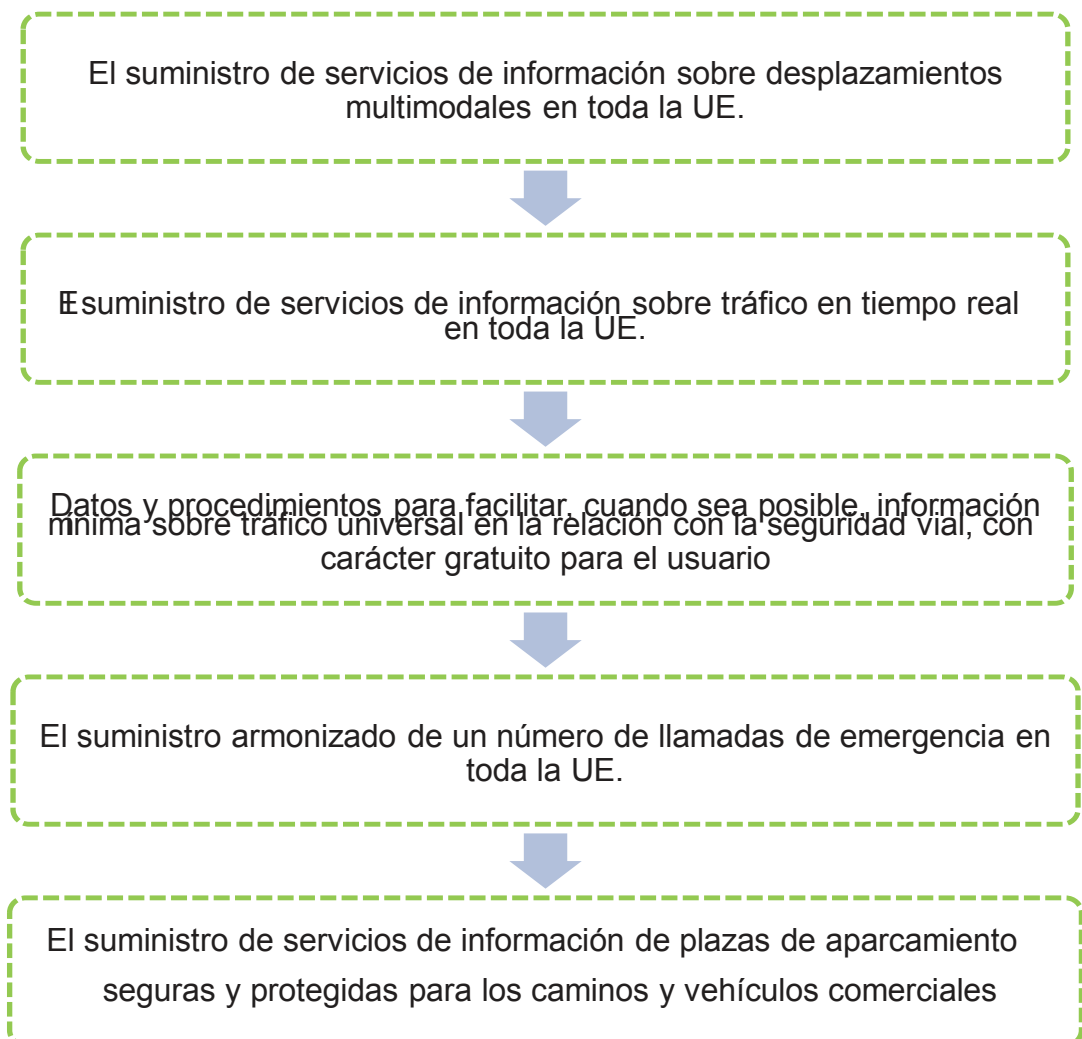 El suministro de servicios de información sobre desplazamientos
multimodales en toda la UE.
El suministro de servicios de información sobre tráfico en tiempo real
en toda la UE.
Datos y procedimientos para facilitar, cuando sea posible, información
mínima sobre tráfico universal en la relación con la seguridad vial, con
carácter gratuito para el usuario
El suministro armonizado de un número de llamadas de emergencia en
toda la UE.
El suministro de servicios de información de plazas de aparcamiento
seguras y protegidas para los caminos y vehículos comerciales